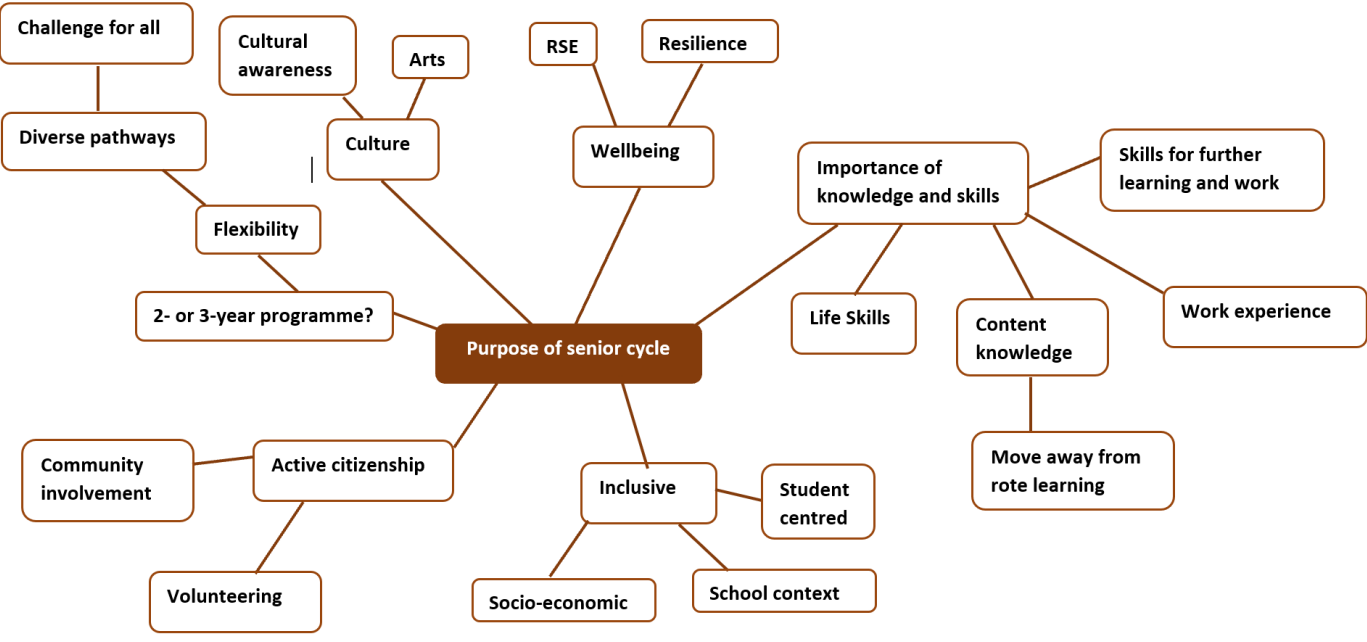 Challenge for all
Cultural
awareness
Arts
RSE
Resilience
Diverse pathways
Culture
Wellbeing
Importance of
knowledge and skills
Skills for further
learning and work
Flexibility
2- or 3-year programme?
Life Skills
Content
knowledge
Work experience
Purpose of senior cycle
Community
involvement
Active citizenship
Inclusive
Student
centred
Move away from
rote learning
Volunteering
Socio-economic
School context